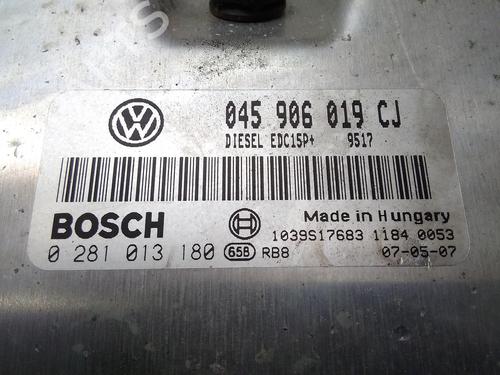 045 906 019 CJ
DIESEL EDC15P+ 9517
BOSCH
Made in Hungary
1039S17683 1184 0053
0 281 013 180 65B RB8 07-05-07